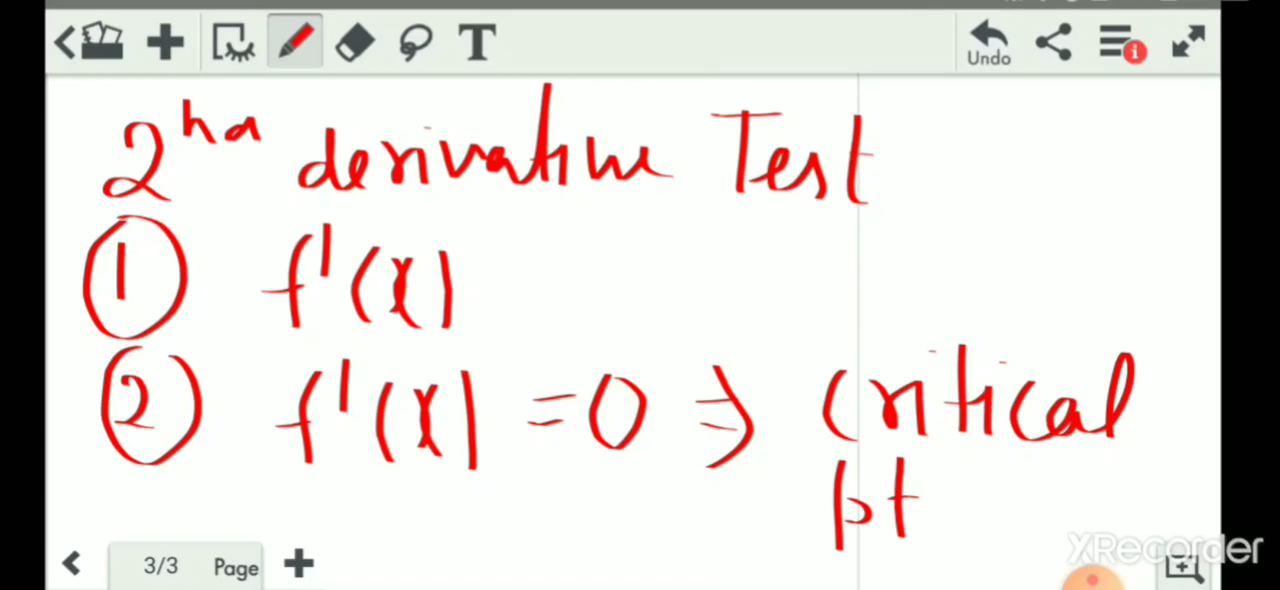 Undo
2nd derivative Test
① f'(x)
② f'(x) = 0 ⇒ critical
pt
3/3 Page
XRecorder